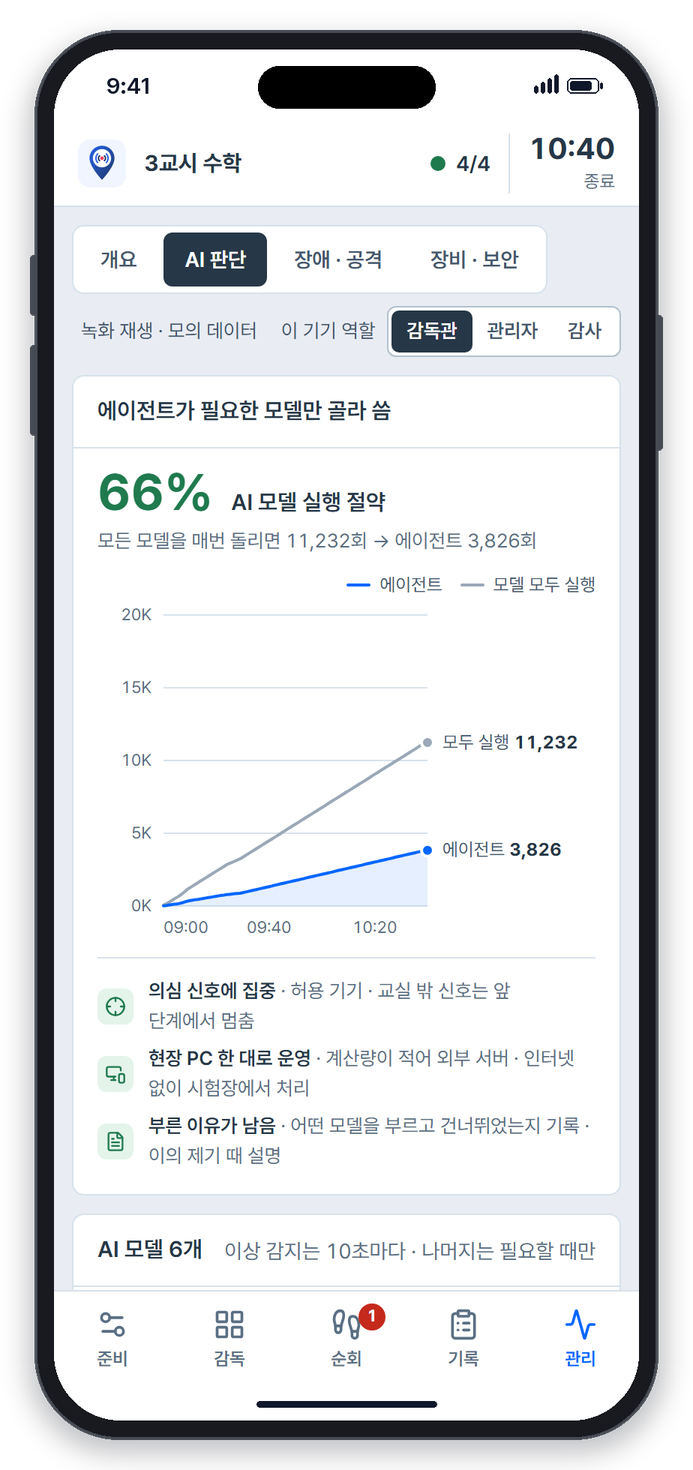 9:41
3교시 수학
4/4
10:40
종료
개요
AI 판단
장애 · 공격
장비 · 보안
녹화 재생 · 모의 데이터
이 기기 역할
감독관
관리자
감사
에이전트가 필요한 모델만 골라 씀
66% AI 모델 실행 절약
모든 모델을 매번 돌리면 11,232회 → 에이전트 3,826회
에이전트
모델 모두 실행
20K
15K
10K
5K
0K
모두 실행 11,232
에이전트 3,826
09:00
09:40
10:20
의심 신호에 집중 · 허용 기기 · 교실 밖 신호는 앞
단계에서 멈춤
현장 PC 한 대로 운영 · 계산량이 적어 외부 서버 · 인터넷
없이 시험장에서 처리
부른 이유가 남음 · 어떤 모델을 부르고 건너뛰었는지 기록 ·
이의 제기 때 설명
AI 모델 6개
이상 감지는 10초마다 · 나머지는 필요할 때만
1
준비
감독
순회
기록
관리